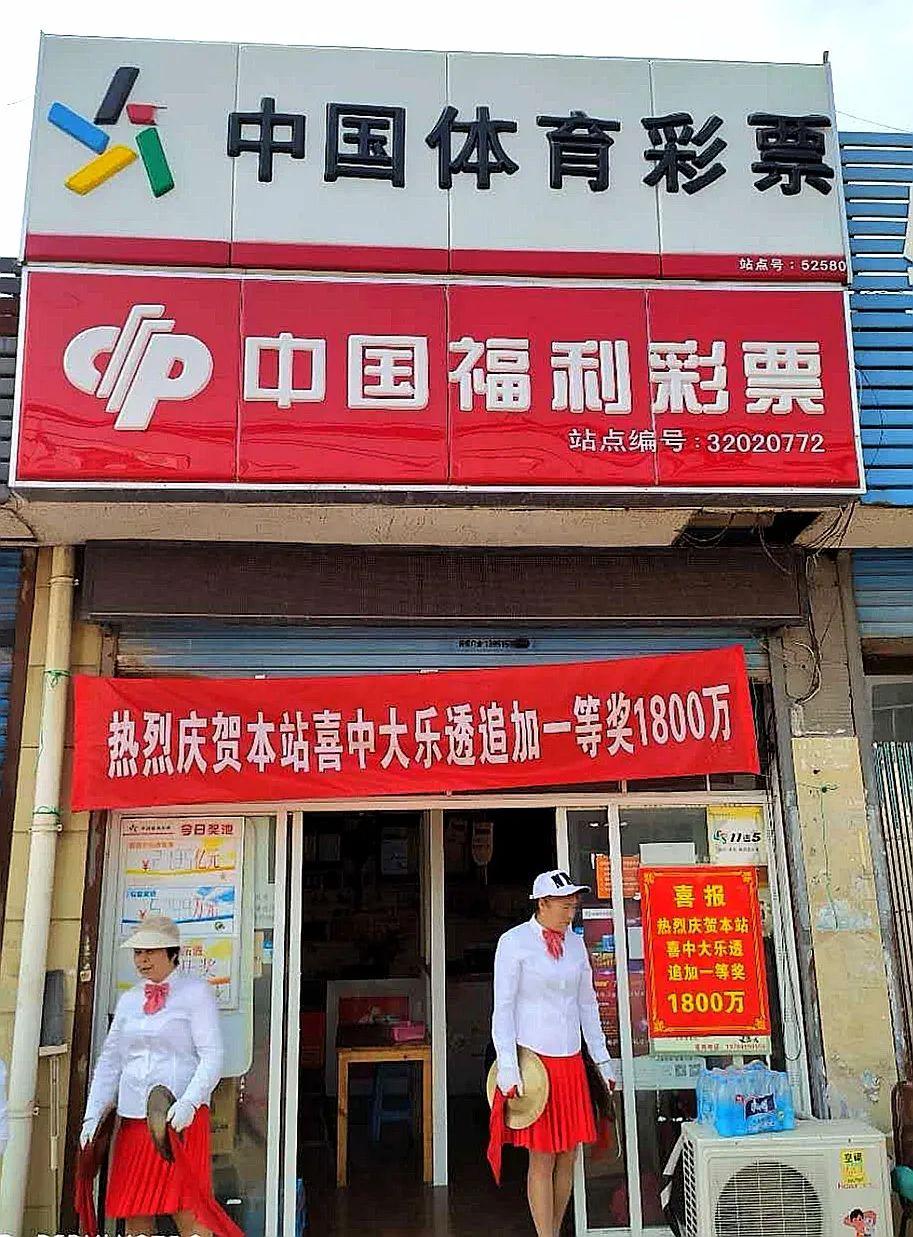 中国体育彩票
站点号：52580
中国福利彩票
站点编号：32020772
热烈庆贺本站喜中大乐透追加一等奖1800万
今日奖池
亿元
11选5
喜报
热烈庆贺本站
喜中大乐透
追加一等奖
1800万